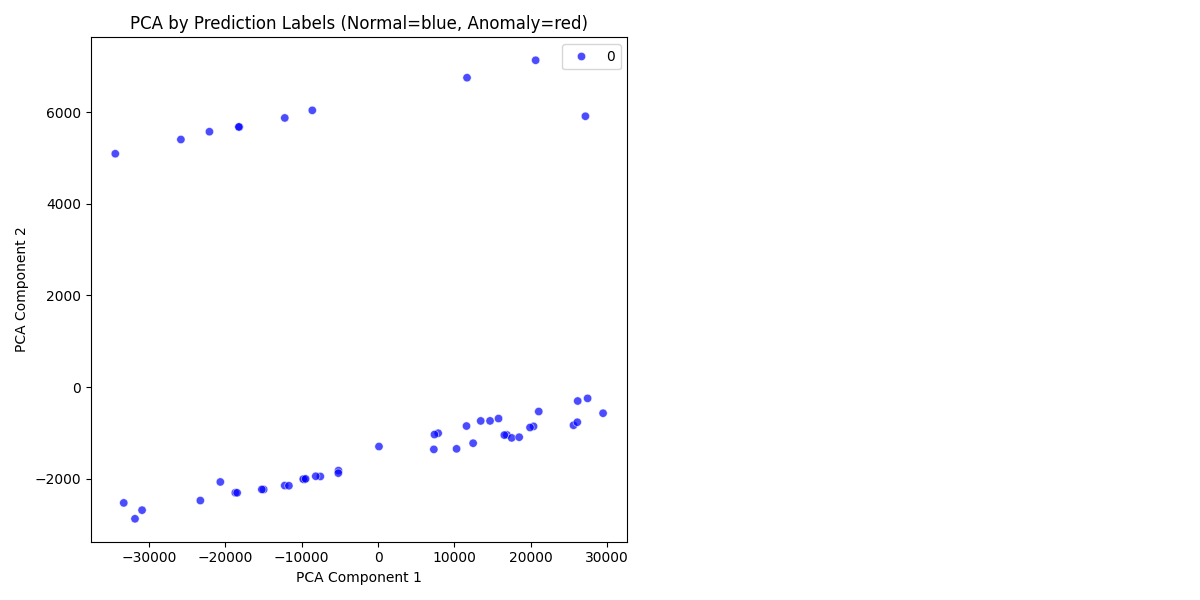 PCA by Prediction Labels (Normal=blue, Anomaly=red)
0
6000
4000
2000
0
−2000
PCA Component 2
−30000 −20000 −10000 0 10000 20000 30000
PCA Component 1